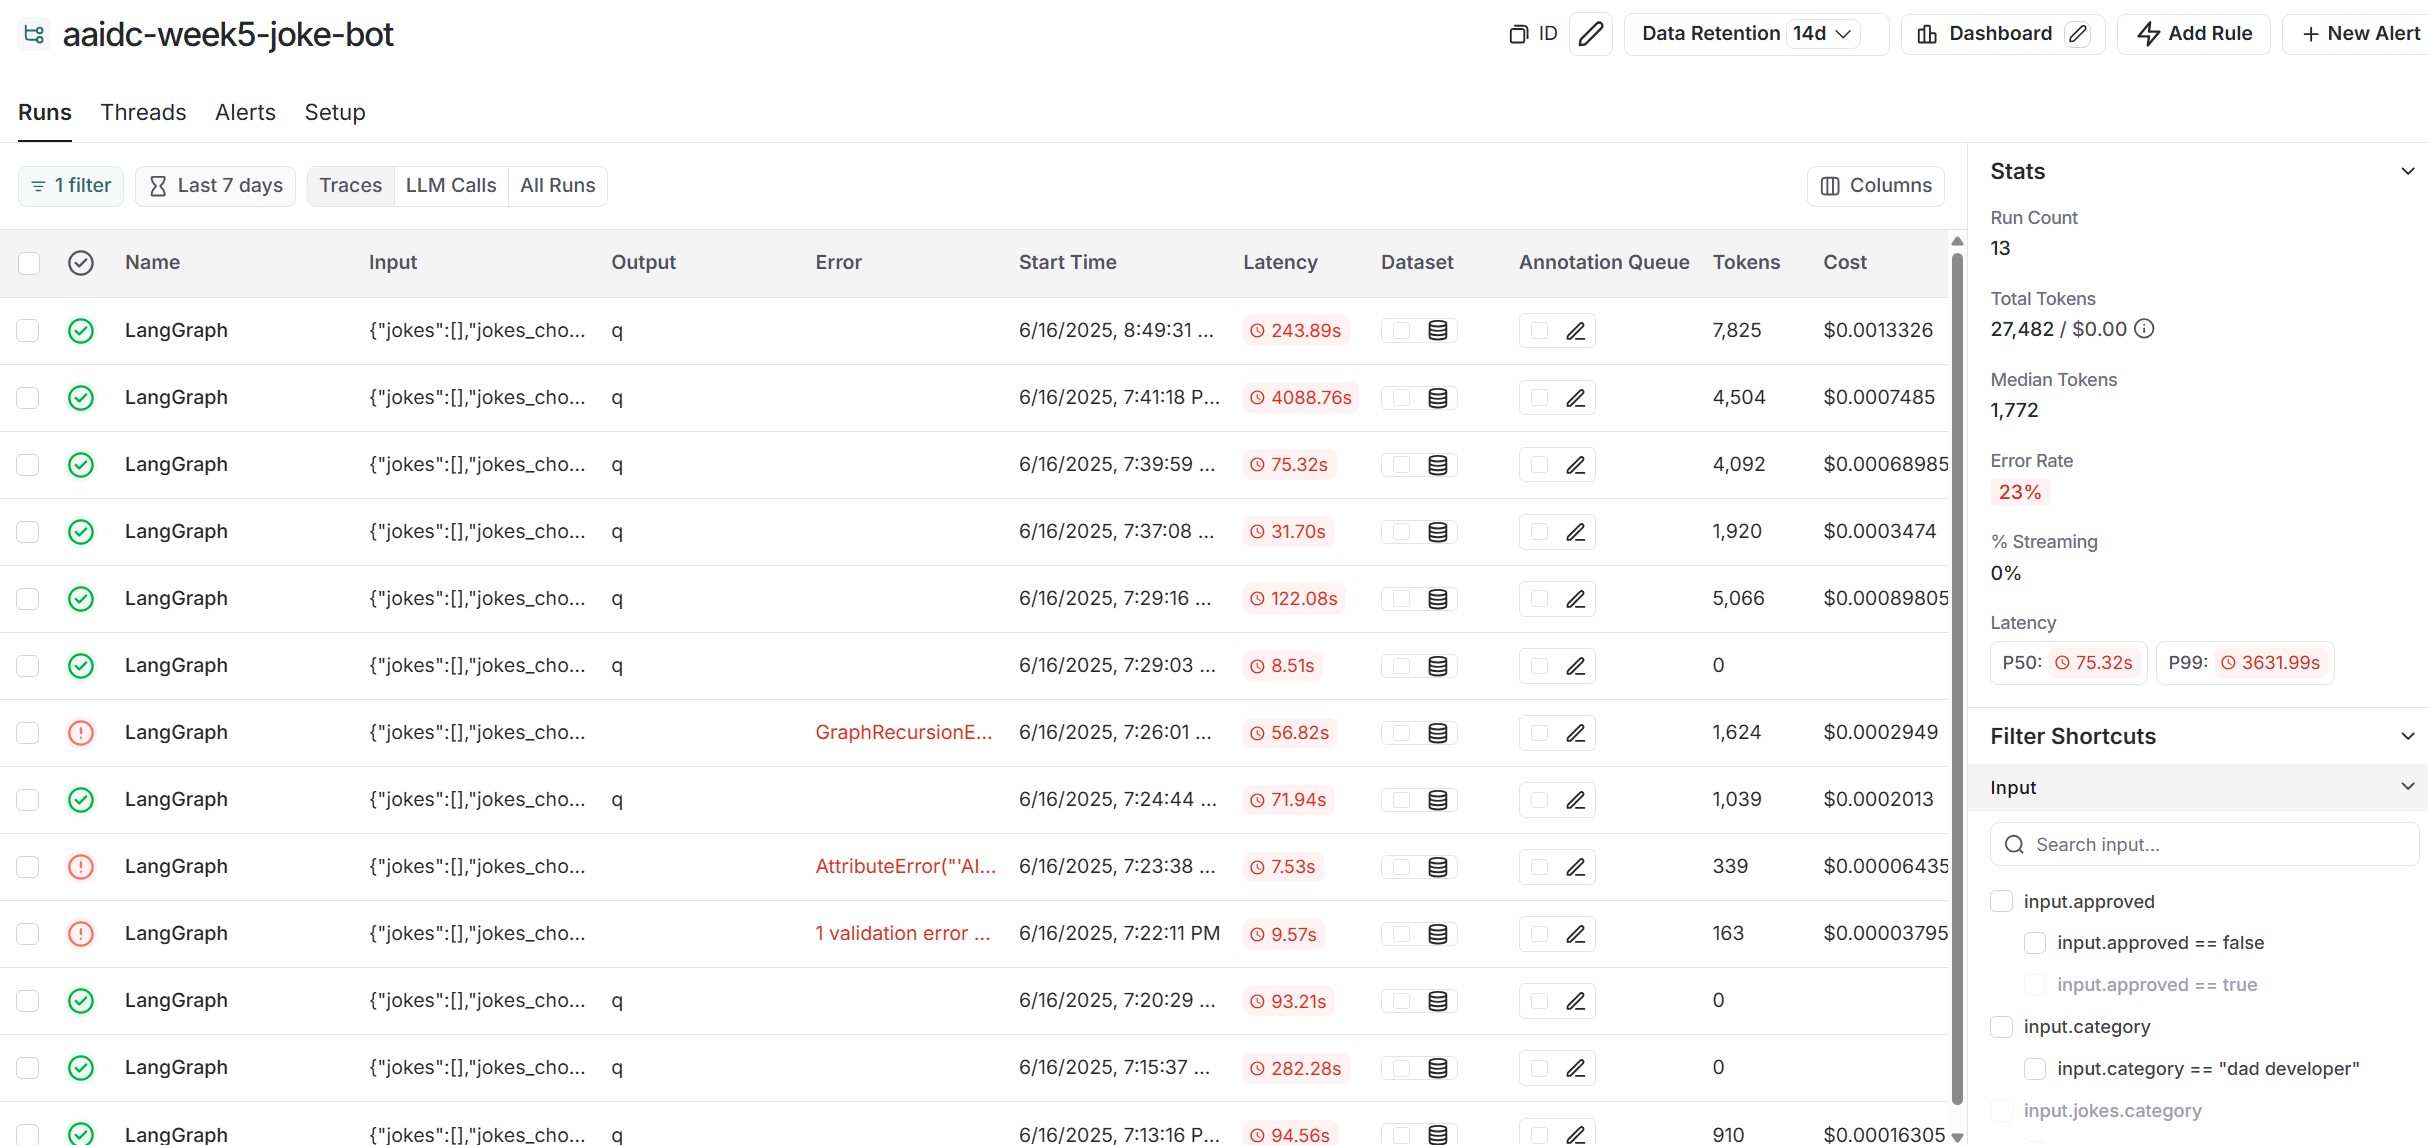 aaidc-week5-joke-bot
ID
Data Retention 14d
Dashboard
Add Rule
+ New Alert
Runs Threads Alerts Setup
1 filter Last 7 days Traces LLM Calls All Runs Columns
Name Input Output Error Start Time Latency Dataset Annotation Queue Tokens Cost
LangGraph {"jokes":[],"jokes_cho... q 6/16/2025, 8:49:31 ... 243.89s 7,825 $0.0013326
LangGraph {"jokes":[],"jokes_cho... q 6/16/2025, 7:41:18 P... 4088.76s 4,504 $0.0007485
LangGraph {"jokes":[],"jokes_cho... q 6/16/2025, 7:39:59 ... 75.32s 4,092 $0.00068985
LangGraph {"jokes":[],"jokes_cho... q 6/16/2025, 7:37:08 ... 31.70s 1,920 $0.0003474
LangGraph {"jokes":[],"jokes_cho... q 6/16/2025, 7:29:16 ... 122.08s 5,066 $0.00089805
LangGraph {"jokes":[],"jokes_cho... q 6/16/2025, 7:29:03 ... 8.51s 0
LangGraph {"jokes":[],"jokes_cho... GraphRecursionE... 6/16/2025, 7:26:01 ... 56.82s 1,624 $0.0002949
LangGraph {"jokes":[],"jokes_cho... q 6/16/2025, 7:24:44 ... 71.94s 1,039 $0.0002013
LangGraph {"jokes":[],"jokes_cho... AttributeError("'AI... 6/16/2025, 7:23:38 ... 7.53s 339 $0.00006435
LangGraph {"jokes":[],"jokes_cho... 1 validation error ... 6/16/2025, 7:22:11 PM 9.57s 163 $0.00003795
LangGraph {"jokes":[],"jokes_cho... q 6/16/2025, 7:20:29 ... 93.21s 0
LangGraph {"jokes":[],"jokes_cho... q 6/16/2025, 7:15:37 ... 282.28s 0
LangGraph {"jokes":[],"jokes_cho... q 6/16/2025, 7:13:16 P... 94.56s 910 $0.00016305
Stats
Run Count
13
Total Tokens
27,482 / $0.00
Median Tokens
1,772
Error Rate
23%
% Streaming
0%
Latency
P50: 75.32s P99: 3631.99s
Filter Shortcuts
Input
Search input...
input.approved
input.approved == false
input.approved == true
input.category
input.category == "dad developer"
input.jokes.category